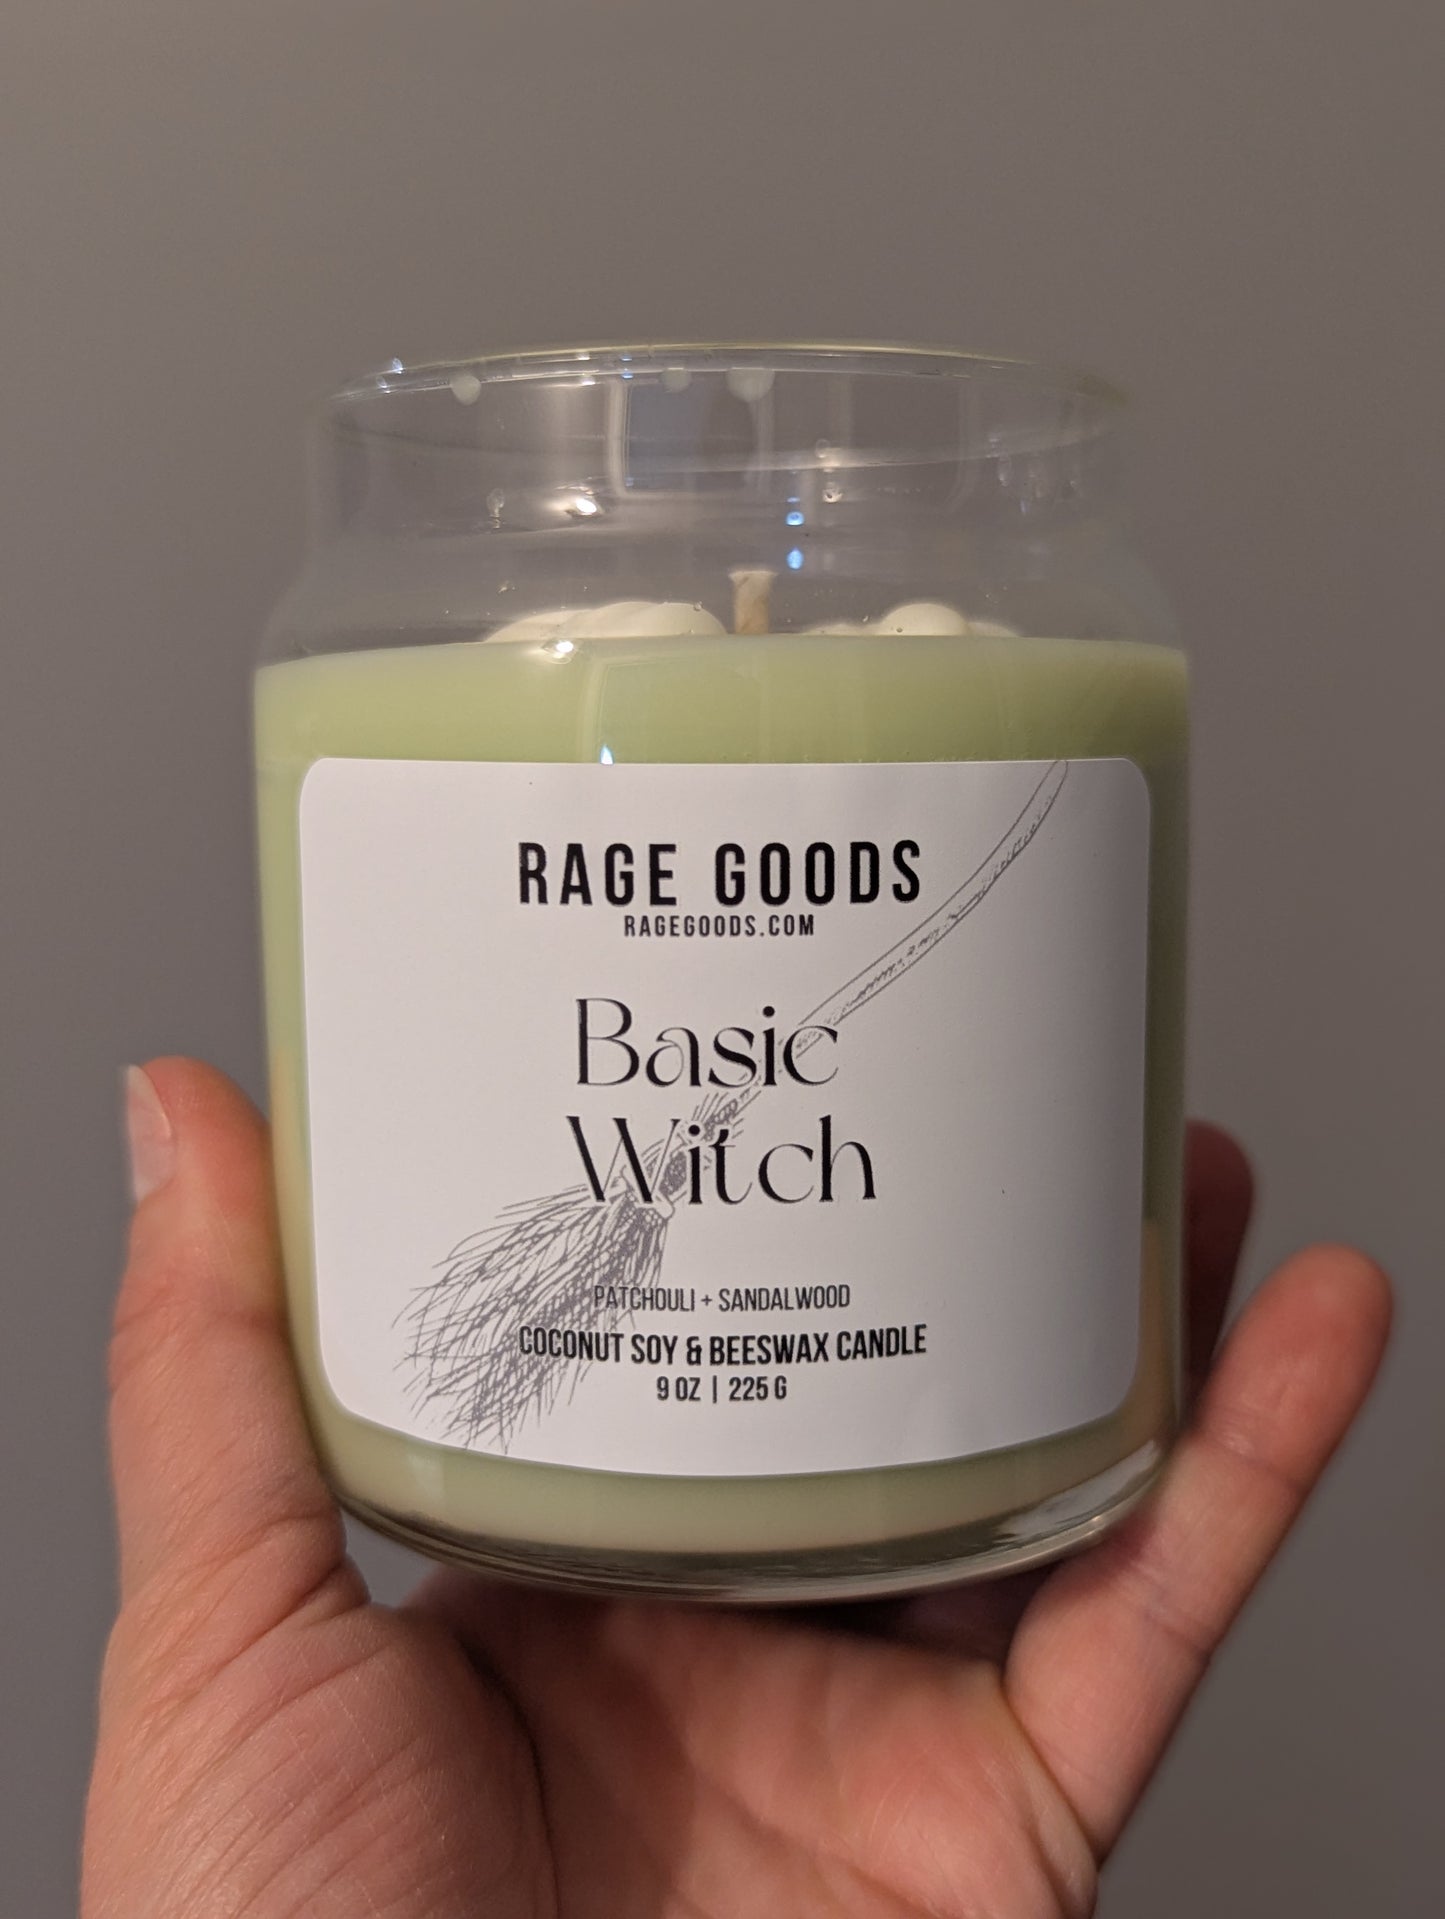 RAGE GOODS
RAGEGOODS.COM
Basic
Witch
PATCHOULI + SANDALWOOD
COCONUT SOY & BEESWAX CANDLE
9 OZ | 225 G